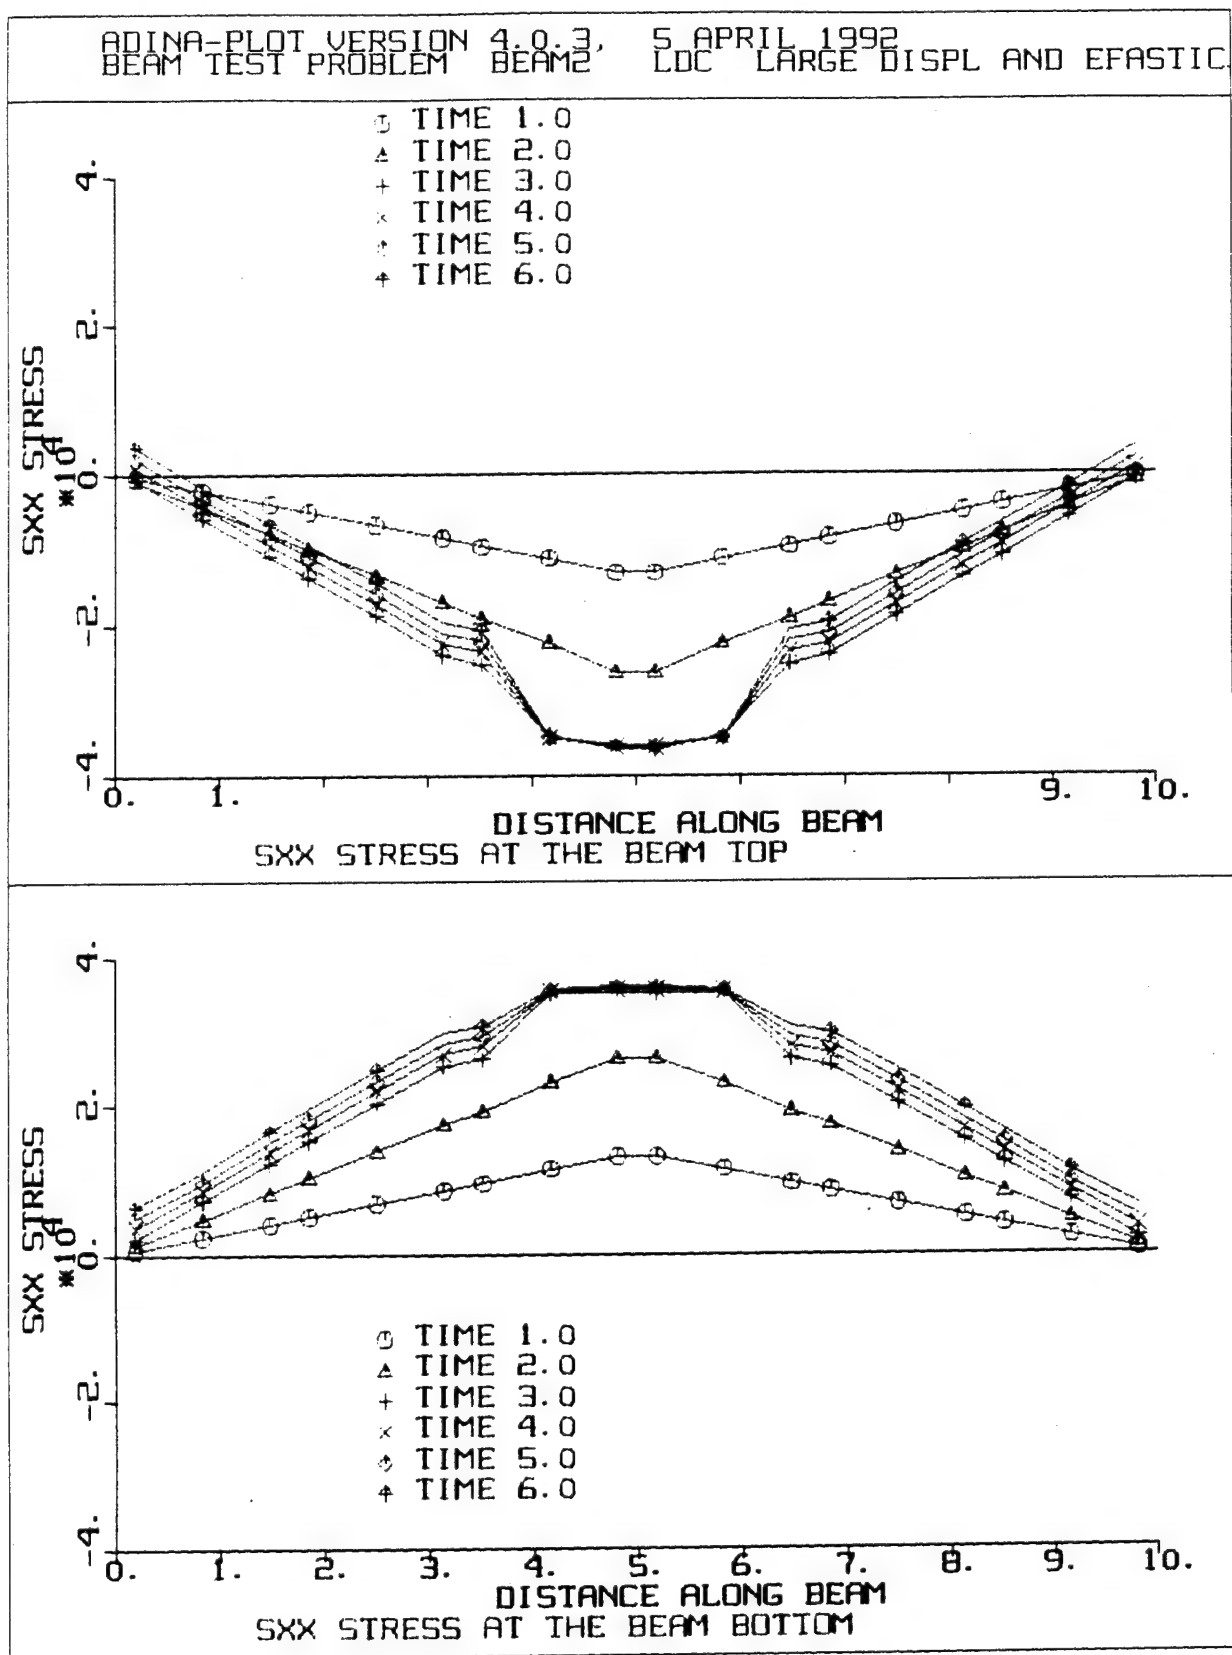 ADINA-PLOT VERSION 4.0.3, 5 APRIL 1992
BEAM TEST PROBLEM BEAM2 LDC LARGE DISPL AND EFASTIC
TIME 1.0
TIME 2.0
TIME 3.0
TIME 4.0
TIME 5.0
TIME 6.0
4.
2.
0.
-2.
-4.
SXX STRESS
*10^4
0. 1. 9. 10.
DISTANCE ALONG BEAM
SXX STRESS AT THE BEAM TOP
4.
2.
0.
-2.
-4.
SXX STRESS
*10^4
TIME 1.0
TIME 2.0
TIME 3.0
TIME 4.0
TIME 5.0
TIME 6.0
0. 1. 2. 3. 4. 5. 6. 7. 8. 9. 10.
DISTANCE ALONG BEAM
SXX STRESS AT THE BEAM BOTTOM